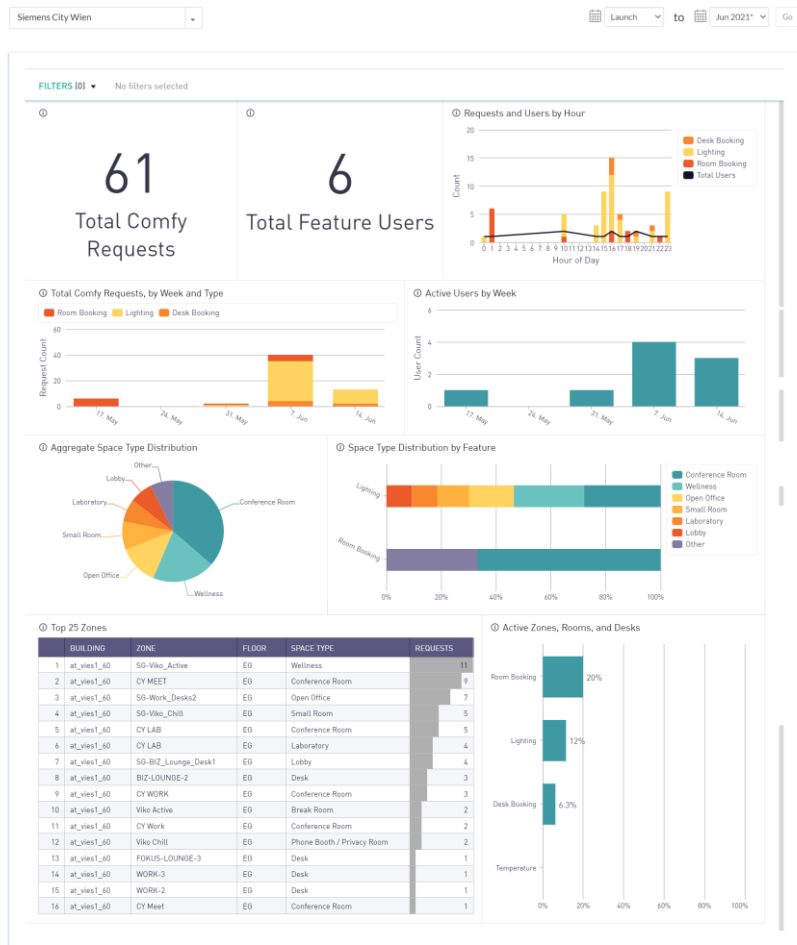 Siemens City Wien
Launch to Jun 2021* Go
FILTERS (0) No filters selected
61
Total Comfy
Requests
6
Total Feature Users
Requests and Users by Hour
20
15
10
5
0
Count
0 1 2 3 4 5 6 7 8 9 10 11 12 13 14 15 16 17 18 19 20 21 22 23
Hour of Day
Desk Booking
Lighting
Room Booking
Total Users
Total Comfy Requests, by Week and Type
Room Booking Lighting Desk Booking
60
40
20
0
Request Count
17. May 24. May 31. May 7. Jun 14. Jun
Active Users by Week
6
4
2
0
User Count
17. May 24. May 31. May 7. Jun 14. Jun
Aggregate Space Type Distribution
Other
Lobby
Laboratory
Small Room
Open Office
Conference Room
Wellness
Space Type Distribution by Feature
Lighting
Room Booking
0% 20% 40% 60% 80% 100%
Conference Room
Wellness
Open Office
Small Room
Laboratory
Lobby
Other
Top 25 Zones
BUILDING ZONE FLOOR SPACE TYPE REQUESTS
1 at_vies1_60 SG-Viko_Active EG Wellness 11
2 at_vies1_60 CY MEET EG Conference Room 9
3 at_vies1_60 SG-Work_Desks2 EG Open Office 7
4 at_vies1_60 SG-Viko_Chill EG Small Room 5
5 at_vies1_60 CY LAB EG Conference Room 5
6 at_vies1_60 CY LAB EG Laboratory 4
7 at_vies1_60 SG-BIZ_Lounge_Desk1 EG Lobby 4
8 at_vies1_60 BIZ-LOUNGE-2 EG Desk 3
9 at_vies1_60 CY WORK EG Conference Room 3
10 at_vies1_60 Viko Active EG Break Room 2
11 at_vies1_60 CY Work EG Conference Room 2
12 at_vies1_60 Viko Chill EG Phone Booth / Privacy Room 2
13 at_vies1_60 FOKUS-LOUNGE-3 EG Desk 1
14 at_vies1_60 WORK-3 EG Desk 1
15 at_vies1_60 WORK-2 EG Desk 1
16 at_vies1_60 CY Meet EG Conference Room 1
Active Zones, Rooms, and Desks
Room Booking 20%
Lighting 12%
Desk Booking 6.3%
Temperature
0% 20% 40% 60% 80% 100%